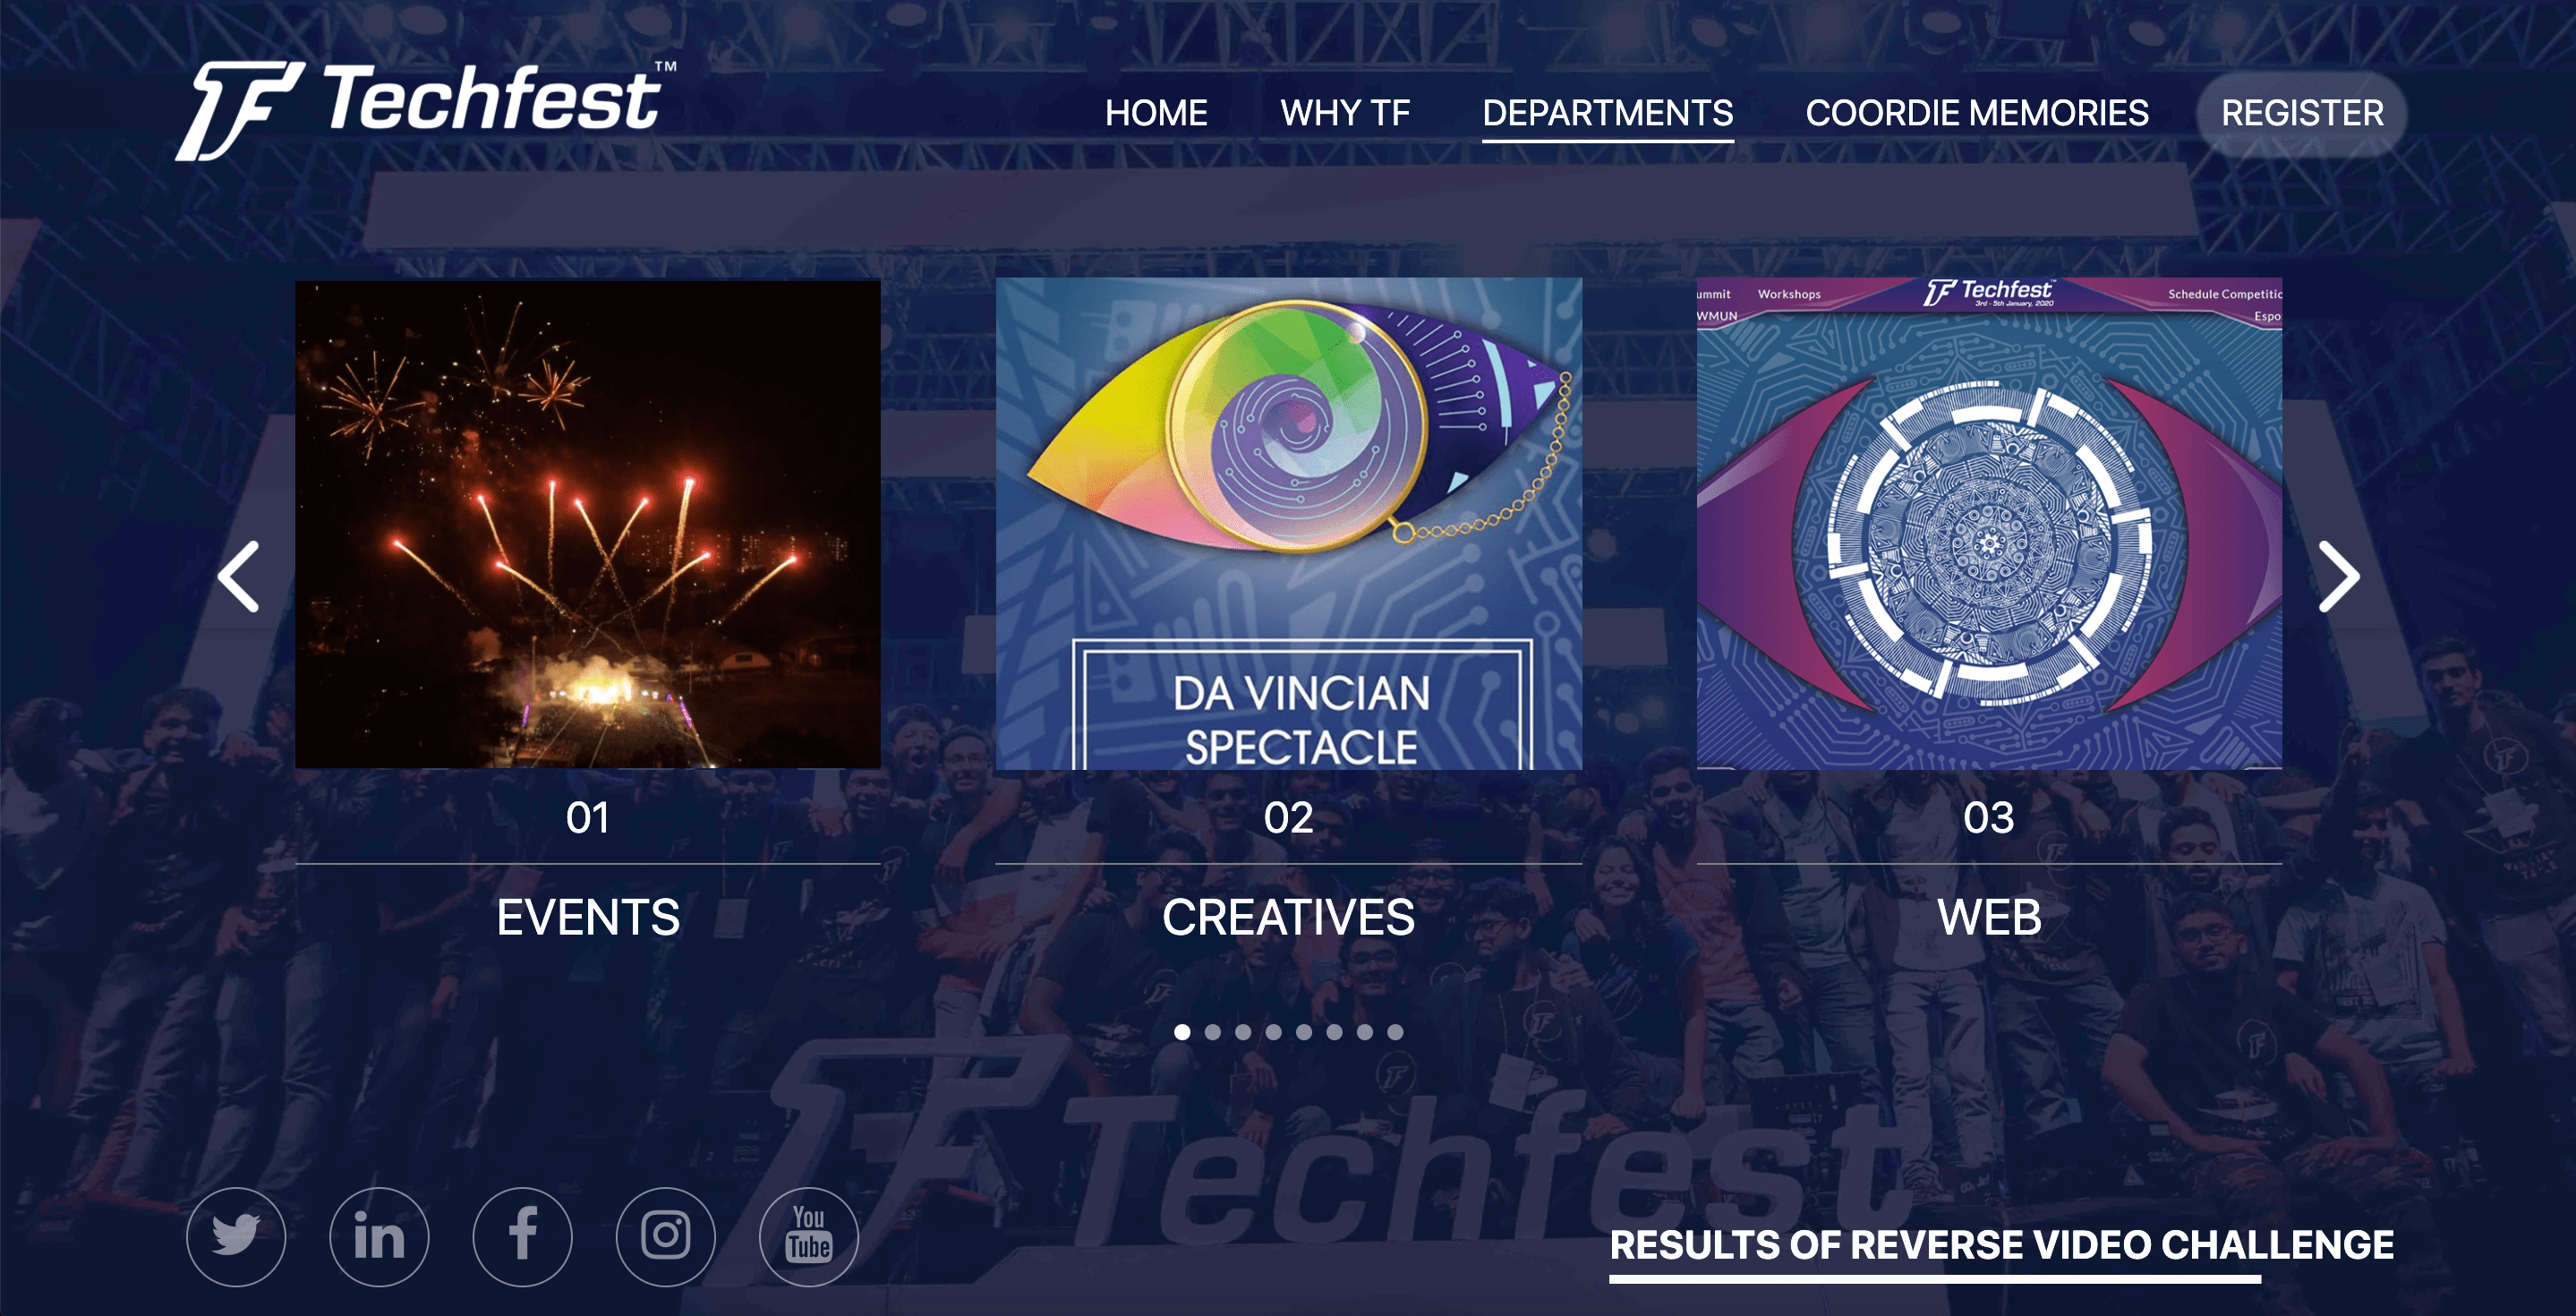 TF Techfest™
HOME WHY TF DEPARTMENTS COORDIE MEMORIES REGISTER
DA VINCIAN
SPECTACLE
ummit Workshops TF Techfest™ Schedule Competitio
3rd - 5th January, 2020
WMUN Espo
01 02 03
EVENTS CREATIVES WEB
TF Techfest
in f You
Tube
RESULTS OF REVERSE VIDEO CHALLENGE